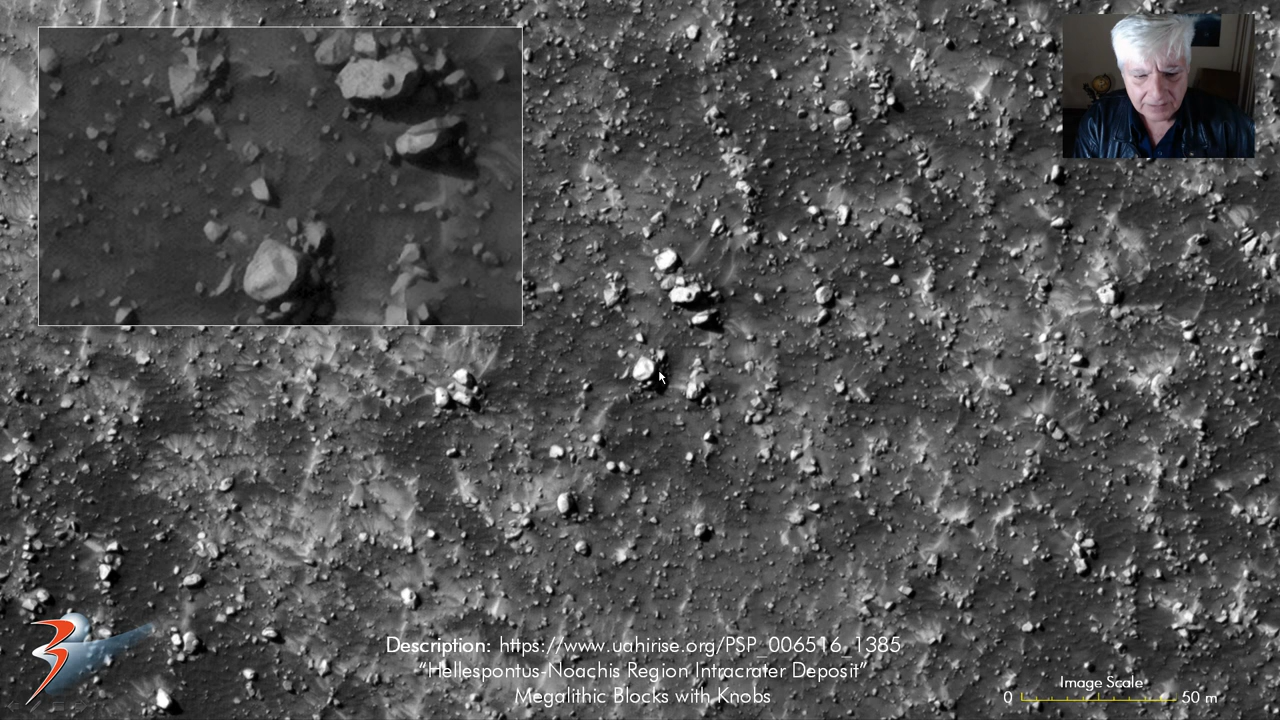 Description: https://www.uahirise.org/PSP_006516_1385
“Hellespontus-Noachis Region Intracrater Deposit”
Megalithic Blocks with Knobs
Image Scale
0 50 m